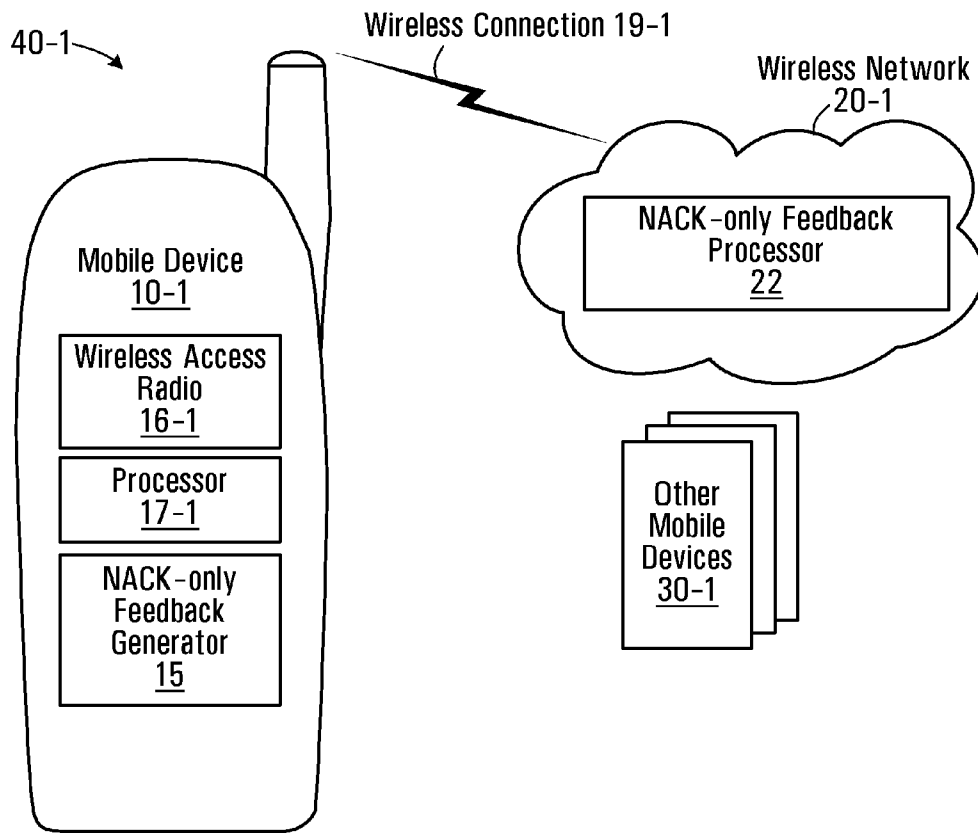 40-1
Wireless Connection 19-1
Wireless Network
20-1
NACK-only Feedback
Processor
22
Mobile Device
10-1
Wireless Access
Radio
16-1
Processor
17-1
NACK-only
Feedback
Generator
15
Other
Mobile
Devices
30-1